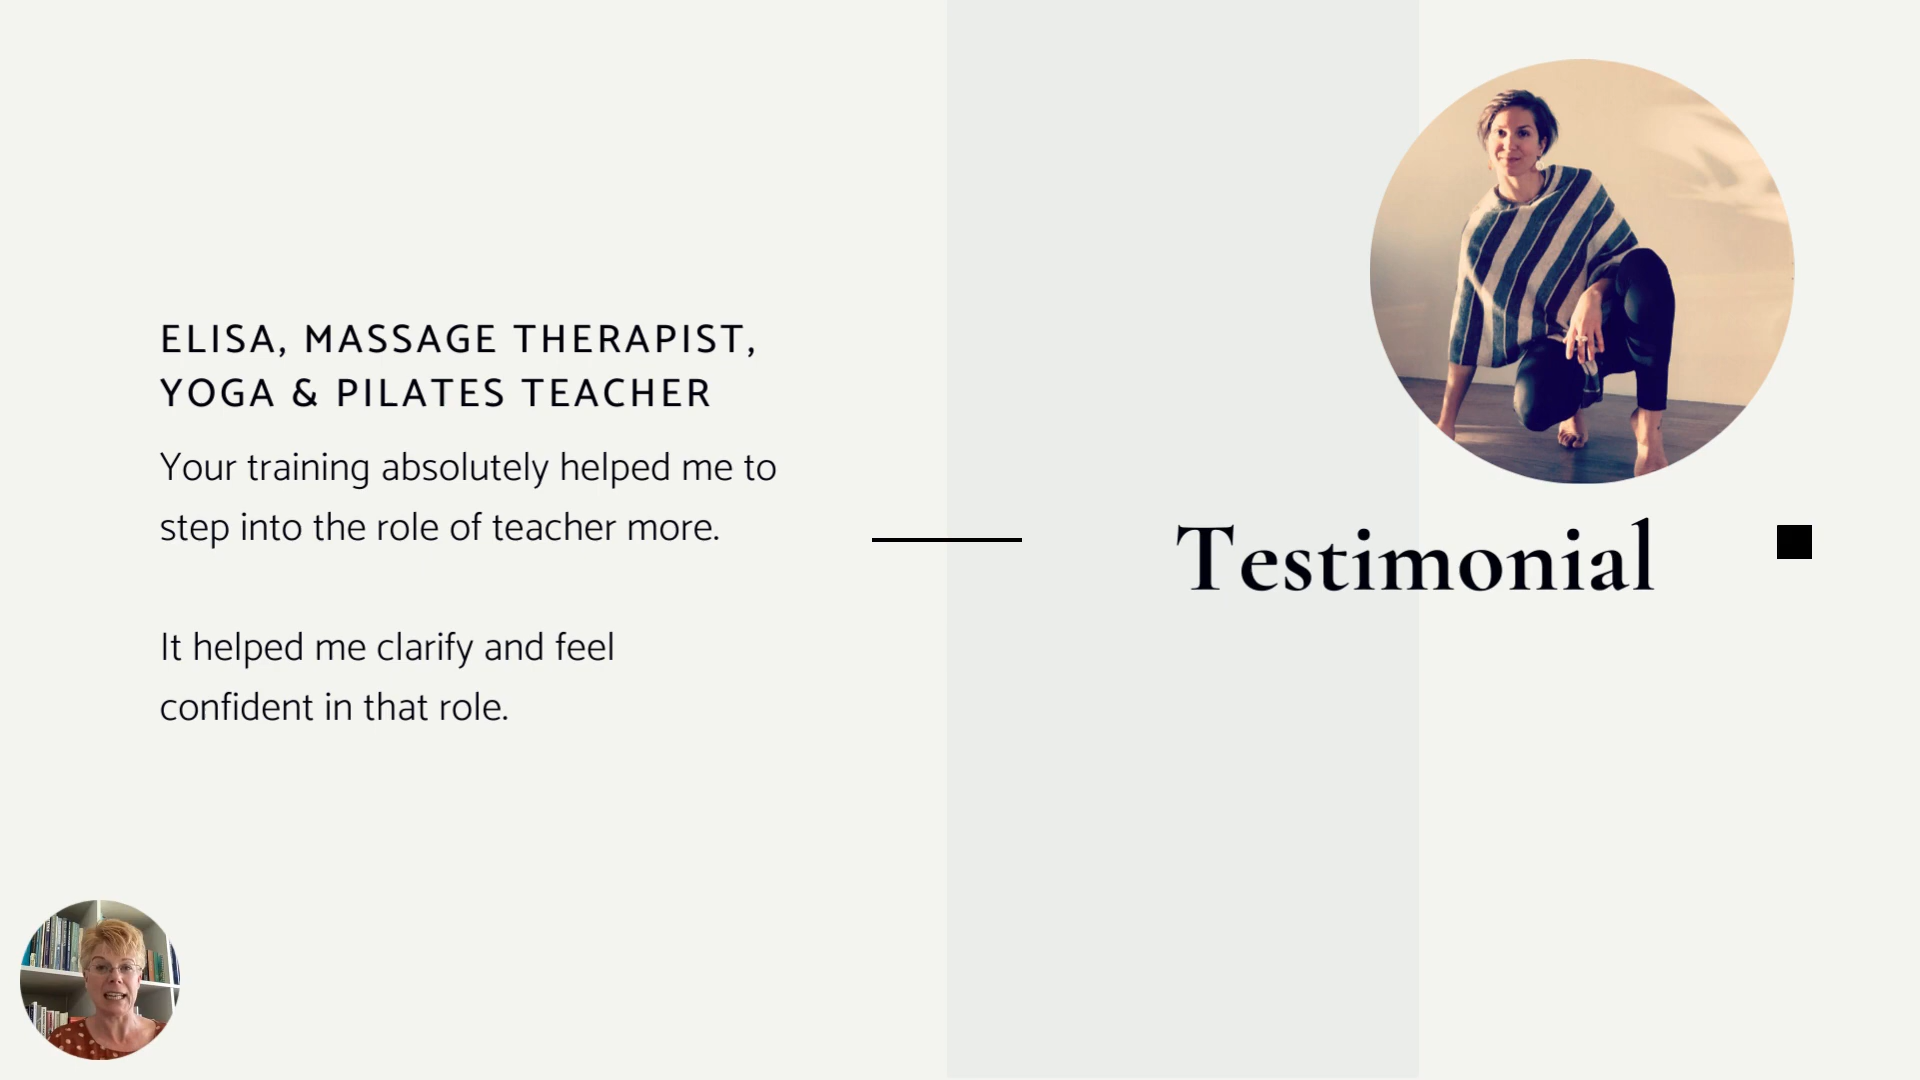 ELISA, MASSAGE THERAPIST,
YOGA & PILATES TEACHER
Your training absolutely helped me to
step into the role of teacher more.
It helped me clarify and feel
confident in that role.
Testimonial